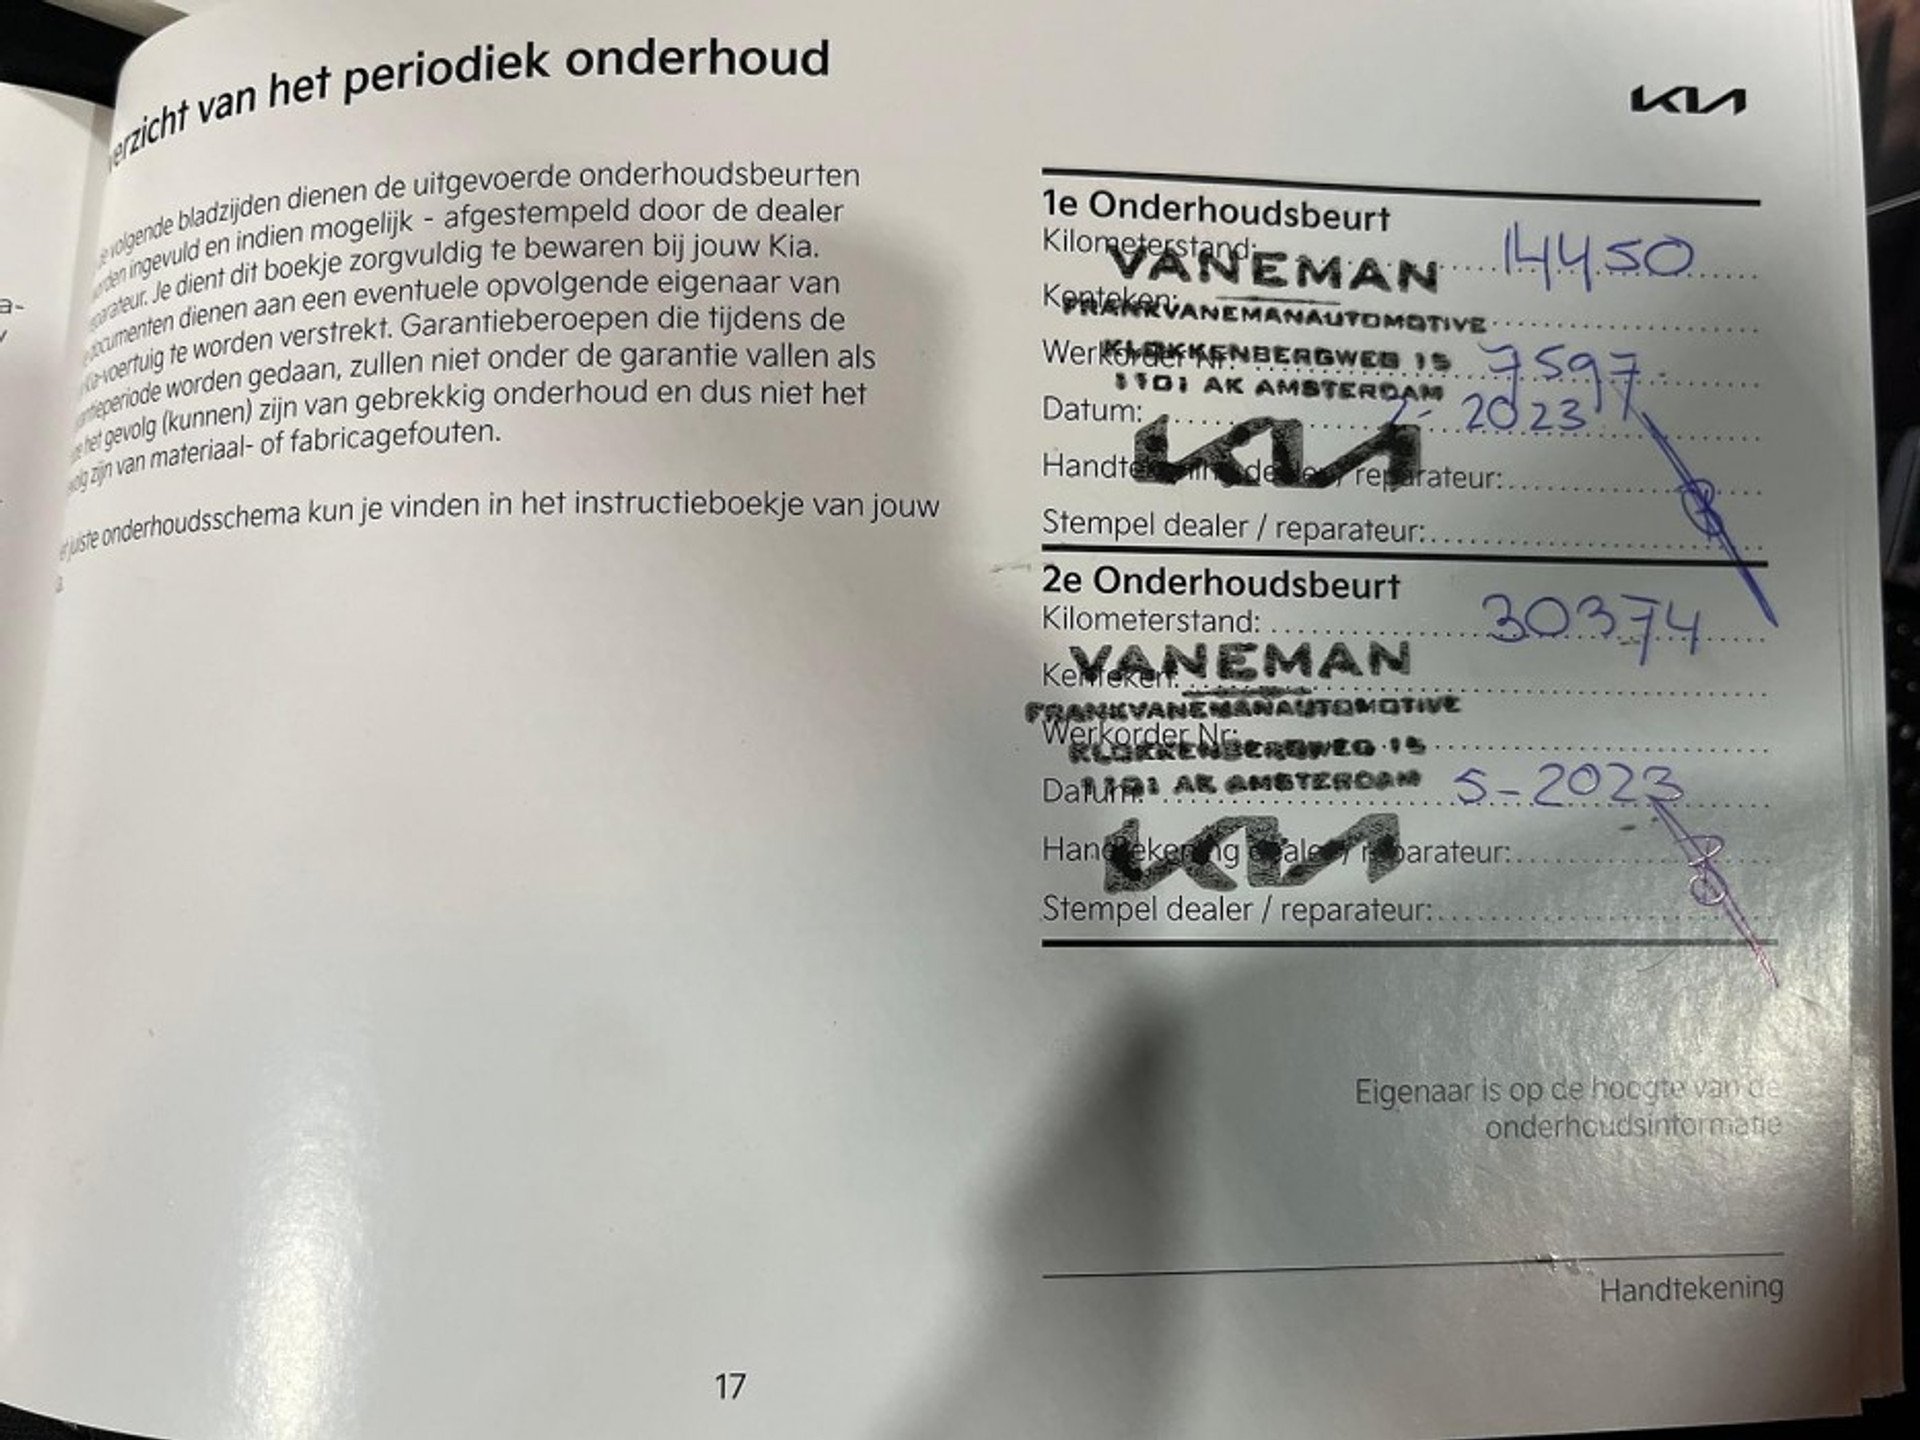 verzicht van het periodiek onderhoud
KIA
volgende bladzijden dienen de uitgevoerde onderhoudsbeurten
ingevuld en indien mogelijk - afgestempeld door de dealer
Je dient dit boekje zorgvuldig te bewaren bij jouw Kia.
documenten dienen aan een eventuele opvolgende eigenaar van
voertuig te worden verstrekt. Garantieberoepen die tijdens de
worden gedaan, zullen niet onder de garantie vallen als
het gevolg (kunnen) zijn van gebrekkig onderhoud en dus niet het
zijn van materiaal- of fabricagefouten.
juiste onderhoudsschema kun je vinden in het instructieboekje van jouw
1e Onderhoudsbeurt
Kilometerstand: 14450
VANEMAN
Kenteken:
FRANKVANEMANAUTOMOTIVE
Werkorder Nr: 7597
KLOKKENBERGWEG 15
1101 AK AMSTERDAM
Datum: 2023
KIA
Handtekening dealer / reparateur:
Stempel dealer / reparateur:
2e Onderhoudsbeurt
Kilometerstand: 30374
VANEMAN
Kenteken:
FRANKVANEMANAUTOMOTIVE
Werkorder Nr:
KLOKKENBERGWEG 15
1101 AK AMSTERDAM
Datum: 5-2023
KIA
Handtekening dealer / reparateur:
Stempel dealer / reparateur:
Eigenaar is op de hoogte van de
onderhoudsinformatie
Handtekening
17